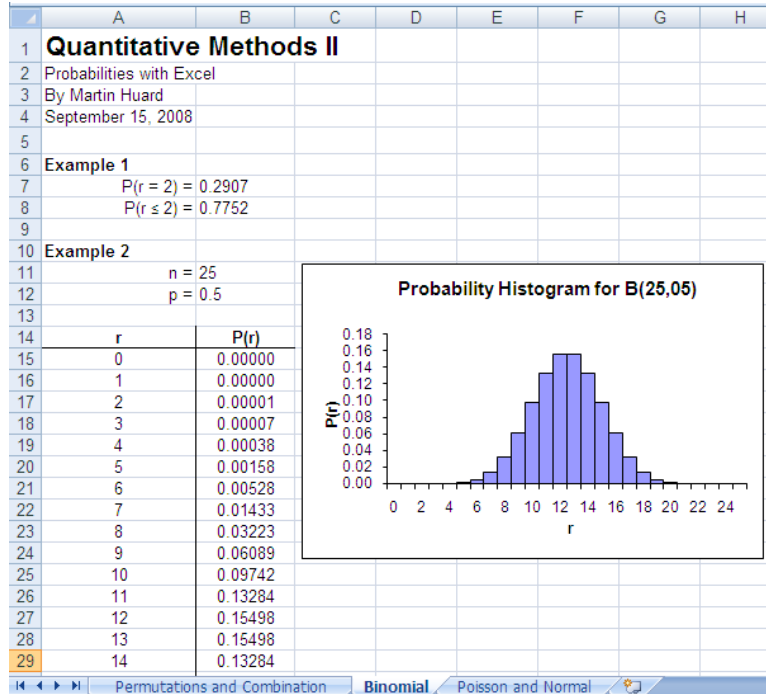 A B C D E F G H
1 Quantitative Methods II
2 Probabilities with Excel
3 By Martin Huard
4 September 15, 2008
5
6 Example 1
7 P(r = 2) = 0.2907
8 P(r ≤ 2) = 0.7752
9
10 Example 2
11 n = 25
12 p = 0.5
13
14 r P(r)
15 0 0.00000
16 1 0.00000
17 2 0.00001
18 3 0.00007
19 4 0.00038
20 5 0.00158
21 6 0.00528
22 7 0.01433
23 8 0.03223
24 9 0.06089
25 10 0.09742
26 11 0.13284
27 12 0.15498
28 13 0.15498
29 14 0.13284
Probability Histogram for B(25,05)
P(r)
0.18
0.16
0.14
0.12
0.10
0.08
0.06
0.04
0.02
0.00
0 2 4 6 8 10 12 14 16 18 20 22 24
r
Permutations and Combination Binomial Poisson and Normal